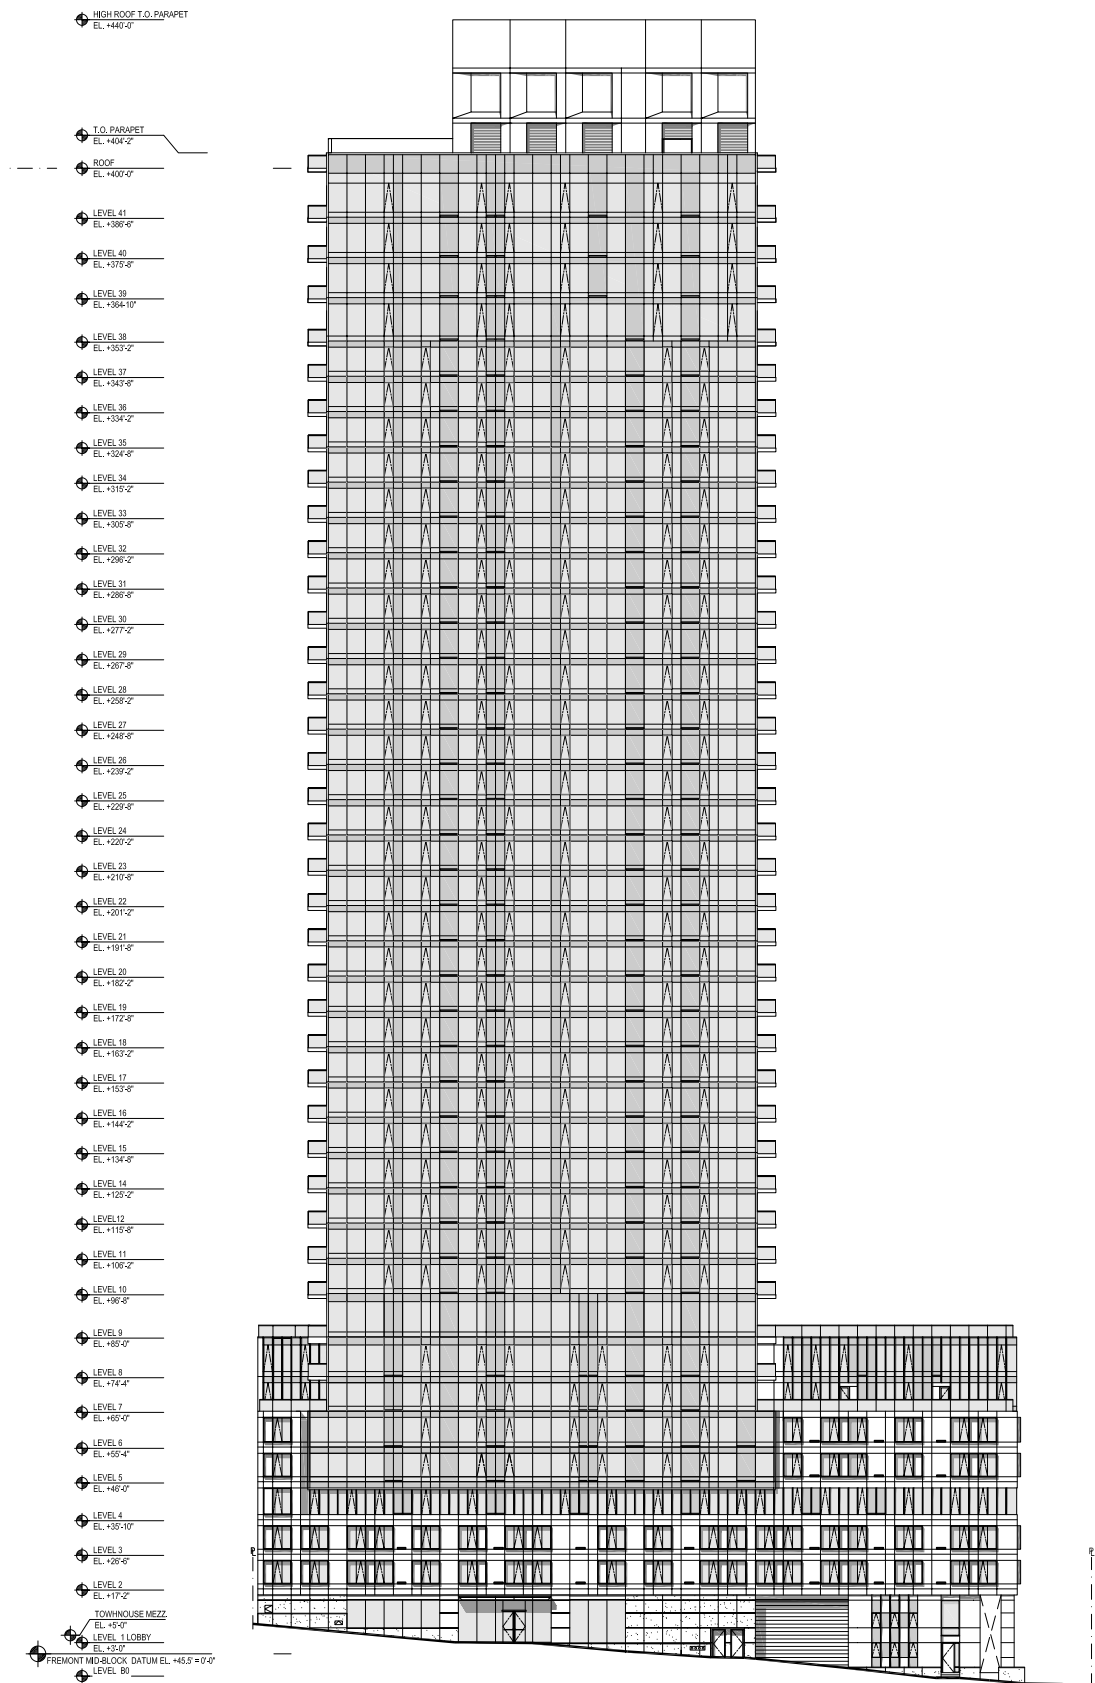 HIGH ROOF T.O. PARAPET
EL. +440'-0"
T.O. PARAPET
EL. +404'-2"
ROOF
EL. +400'-0"
LEVEL 41
EL. +386'-6"
LEVEL 40
EL. +375'-8"
LEVEL 39
EL. +364-10"
LEVEL 38
EL. +353'-2"
LEVEL 37
EL. +343'-8"
LEVEL 36
EL. +334'-2"
LEVEL 35
EL. +324'-8"
LEVEL 34
EL. +315'-2"
LEVEL 33
EL. +305'-8"
LEVEL 32
EL. +296'-2"
LEVEL 31
EL. +286'-8"
LEVEL 30
EL. +277'-2"
LEVEL 29
EL. +267'-8"
LEVEL 28
EL. +258'-2"
LEVEL 27
EL. +248'-8"
LEVEL 26
EL. +239'-2"
LEVEL 25
EL. +229'-8"
LEVEL 24
EL. +220'-2"
LEVEL 23
EL. +210'-8"
LEVEL 22
EL. +201'-2"
LEVEL 21
EL. +191'-8"
LEVEL 20
EL. +182'-2"
LEVEL 19
EL. +172'-8"
LEVEL 18
EL. +163'-2"
LEVEL 17
EL. +153'-8"
LEVEL 16
EL. +144'-2"
LEVEL 15
EL. +134'-8"
LEVEL 14
EL. +125'-2"
LEVEL12
EL. +115'-8"
LEVEL 11
EL. +106'-2"
LEVEL 10
EL. +96'-8"
LEVEL 9
EL. +85'-0"
LEVEL 8
EL. +74'-4"
LEVEL 7
EL. +65'-0"
LEVEL 6
EL. +55'-4"
LEVEL 5
EL. +46'-0"
LEVEL 4
EL. +35'-10"
LEVEL 3
EL. +26'-6"
LEVEL 2
EL. +17'-2"
TOWHNOUSE MEZZ.
EL. +5'-0"
LEVEL 1 LOBBY
EL. +3'-0"
FREMONT MID-BLOCK DATUM EL. +45.5' = 0'-0"
LEVEL B0